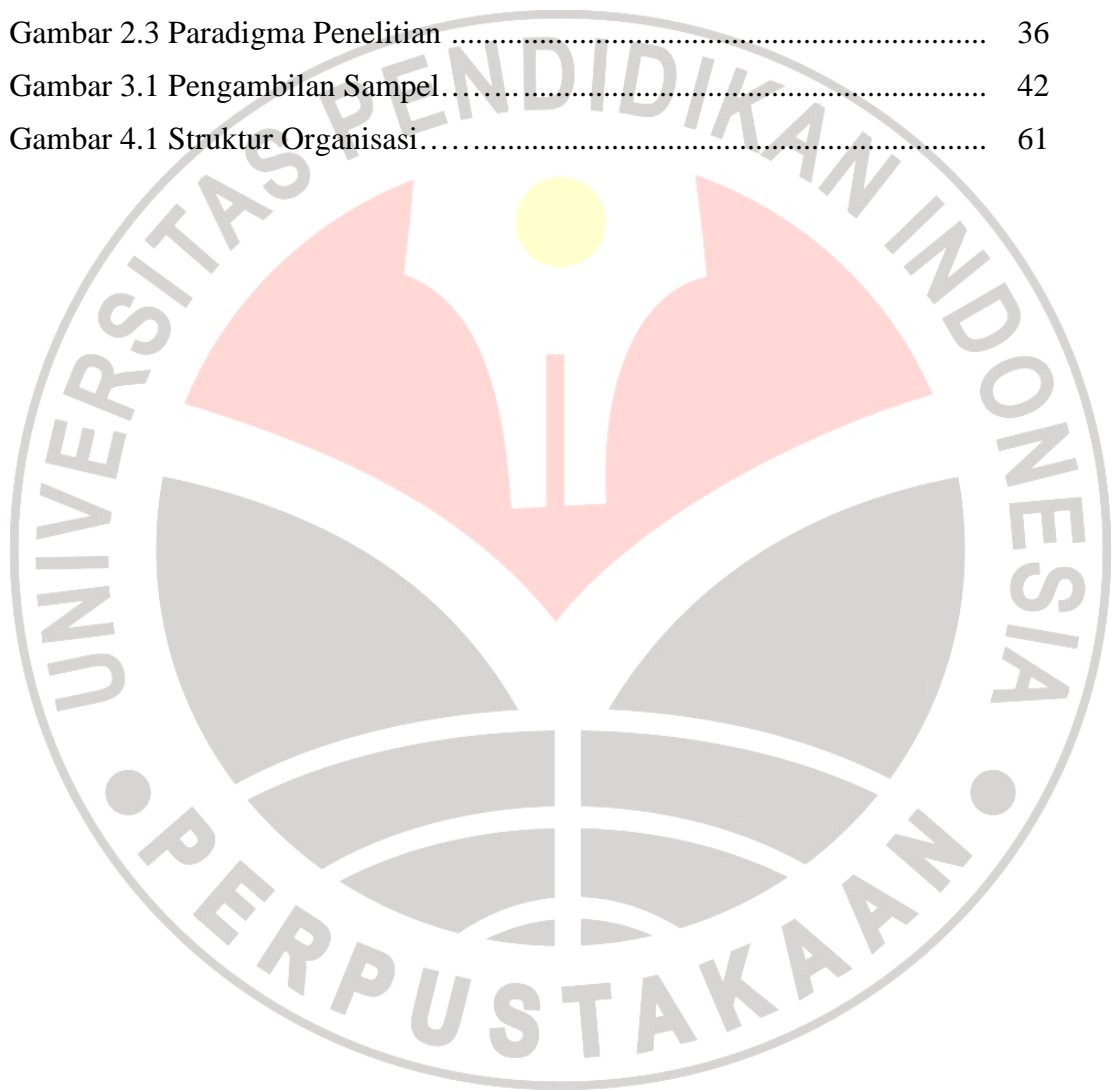 Gambar 2.3 Paradigma Penelitian ....................................................................... 36
Gambar 3.1 Pengambilan Sampel…….................................................................. 42
Gambar 4.1 Struktur Organisasi……..................................................................... 61
UNIVERSITAS PENDIDIKAN INDONESIA
PERPUSTAKAAN